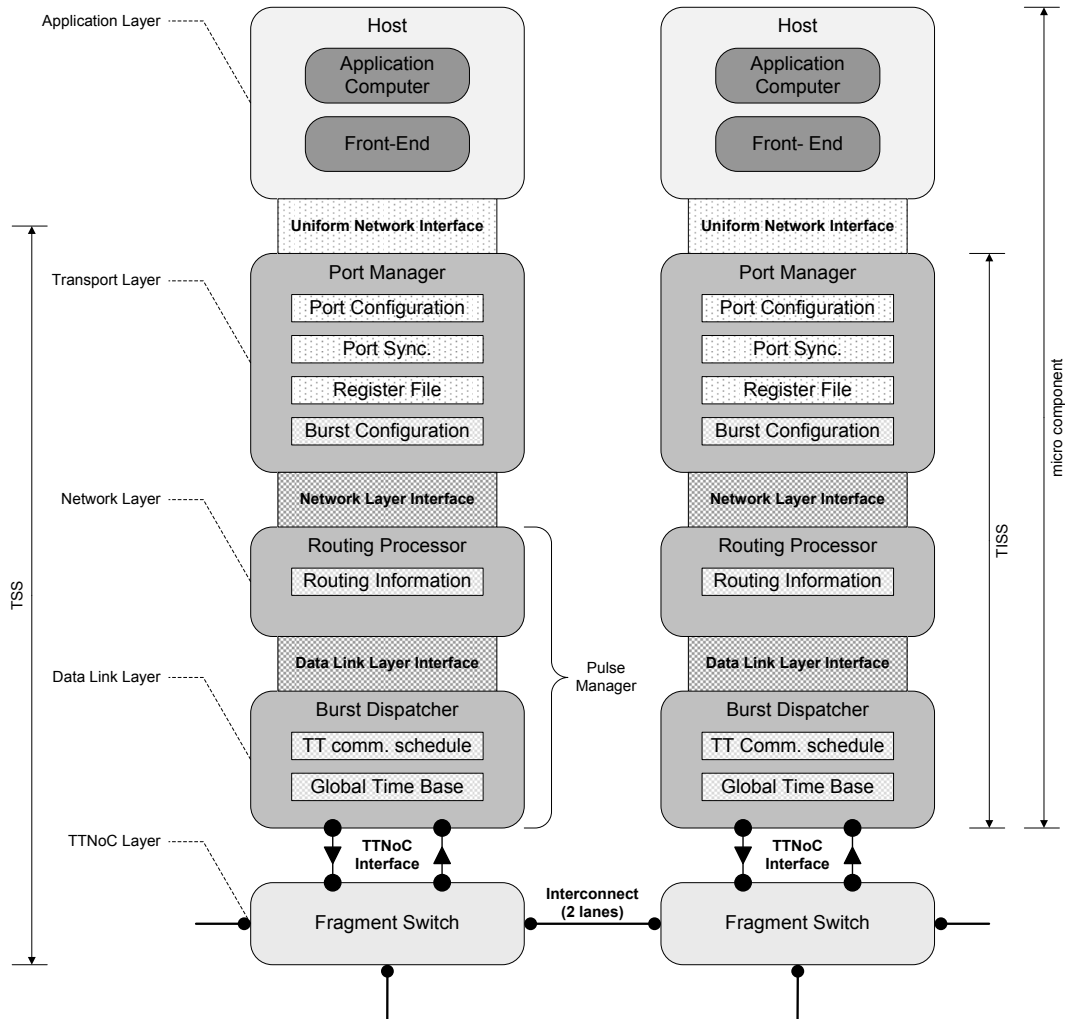 Application Layer
Host
Application
Computer
Front-End
Uniform Network Interface
Transport Layer
Port Manager
Port Configuration
Port Sync.
Register File
Burst Configuration
Network Layer Interface
Network Layer
Routing Processor
Routing Information
Data Link Layer Interface
Data Link Layer
Burst Dispatcher
TT comm. schedule
Global Time Base
TTNoC Layer
TTNoC
Interface
Fragment Switch
TSS
Pulse
Manager
Interconnect
(2 lanes)
Host
Application
Computer
Front- End
Uniform Network Interface
Port Manager
Port Configuration
Port Sync.
Register File
Burst Configuration
Network Layer Interface
Routing Processor
Routing Information
Data Link Layer Interface
Burst Dispatcher
TT Comm. schedule
Global Time Base
TTNoC
Interface
Fragment Switch
TISS
micro component